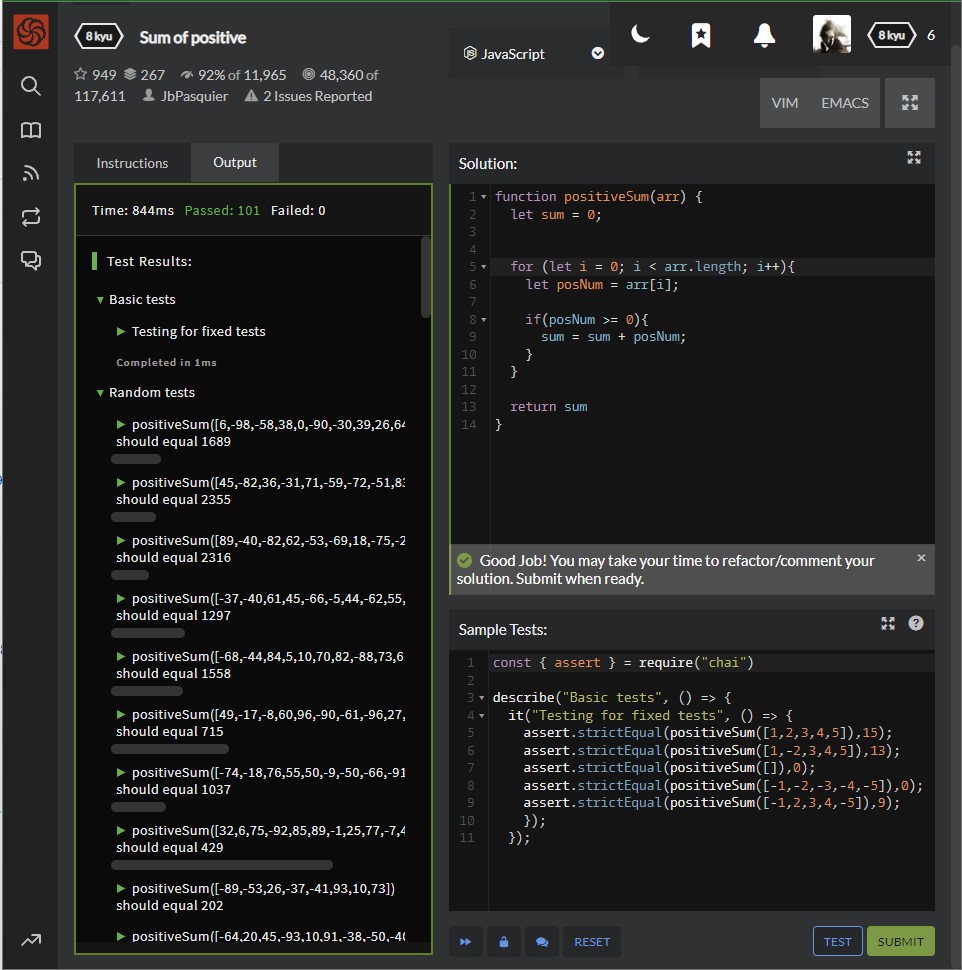 8 kyu
Sum of positive
949 267 92% of 11,965 48,360 of
117,611 JbPasquier 2 Issues Reported
JavaScript
8 kyu 6
VIM EMACS
Instructions Output
Time: 844ms Passed: 101 Failed: 0
Test Results:
Basic tests
Testing for fixed tests
Completed in 1ms
Random tests
positiveSum([6,-98,-58,38,0,-90,-30,39,26,64
should equal 1689
positiveSum([45,-82,36,-31,71,-59,-72,-51,83
should equal 2355
positiveSum([89,-40,-82,62,-53,-69,18,-75,-2
should equal 2316
positiveSum([-37,-40,61,45,-66,-5,44,-62,55,
should equal 1297
positiveSum([-68,-44,84,5,10,70,82,-88,73,6
should equal 1558
positiveSum([49,-17,-8,60,96,-90,-61,-96,27,
should equal 715
positiveSum([-74,-18,76,55,50,-9,-50,-66,-91
should equal 1037
positiveSum([32,6,75,-92,85,89,-1,25,77,-7,4
should equal 429
positiveSum([-89,-53,26,-37,-41,93,10,73])
should equal 202
positiveSum([-64,20,45,-93,10,91,-38,-50,-40
Solution:
1 function positiveSum(arr) {
2 let sum = 0;
3
4
5 for (let i = 0; i < arr.length; i++){
6 let posNum = arr[i];
7
8 if(posNum >= 0){
9 sum = sum + posNum;
10 }
11 }
12
13 return sum
14 }
Good Job! You may take your time to refactor/comment your
solution. Submit when ready.
×
Sample Tests:
1 const { assert } = require("chai")
2
3 describe("Basic tests", () => {
4 it("Testing for fixed tests", () => {
5 assert.strictEqual(positiveSum([1,2,3,4,5]),15);
6 assert.strictEqual(positiveSum([1,-2,3,4,5]),13);
7 assert.strictEqual(positiveSum([]),0);
8 assert.strictEqual(positiveSum([-1,-2,-3,-4,-5]),0);
9 assert.strictEqual(positiveSum([-1,2,3,4,-5]),9);
10 });
11 });
RESET TEST SUBMIT